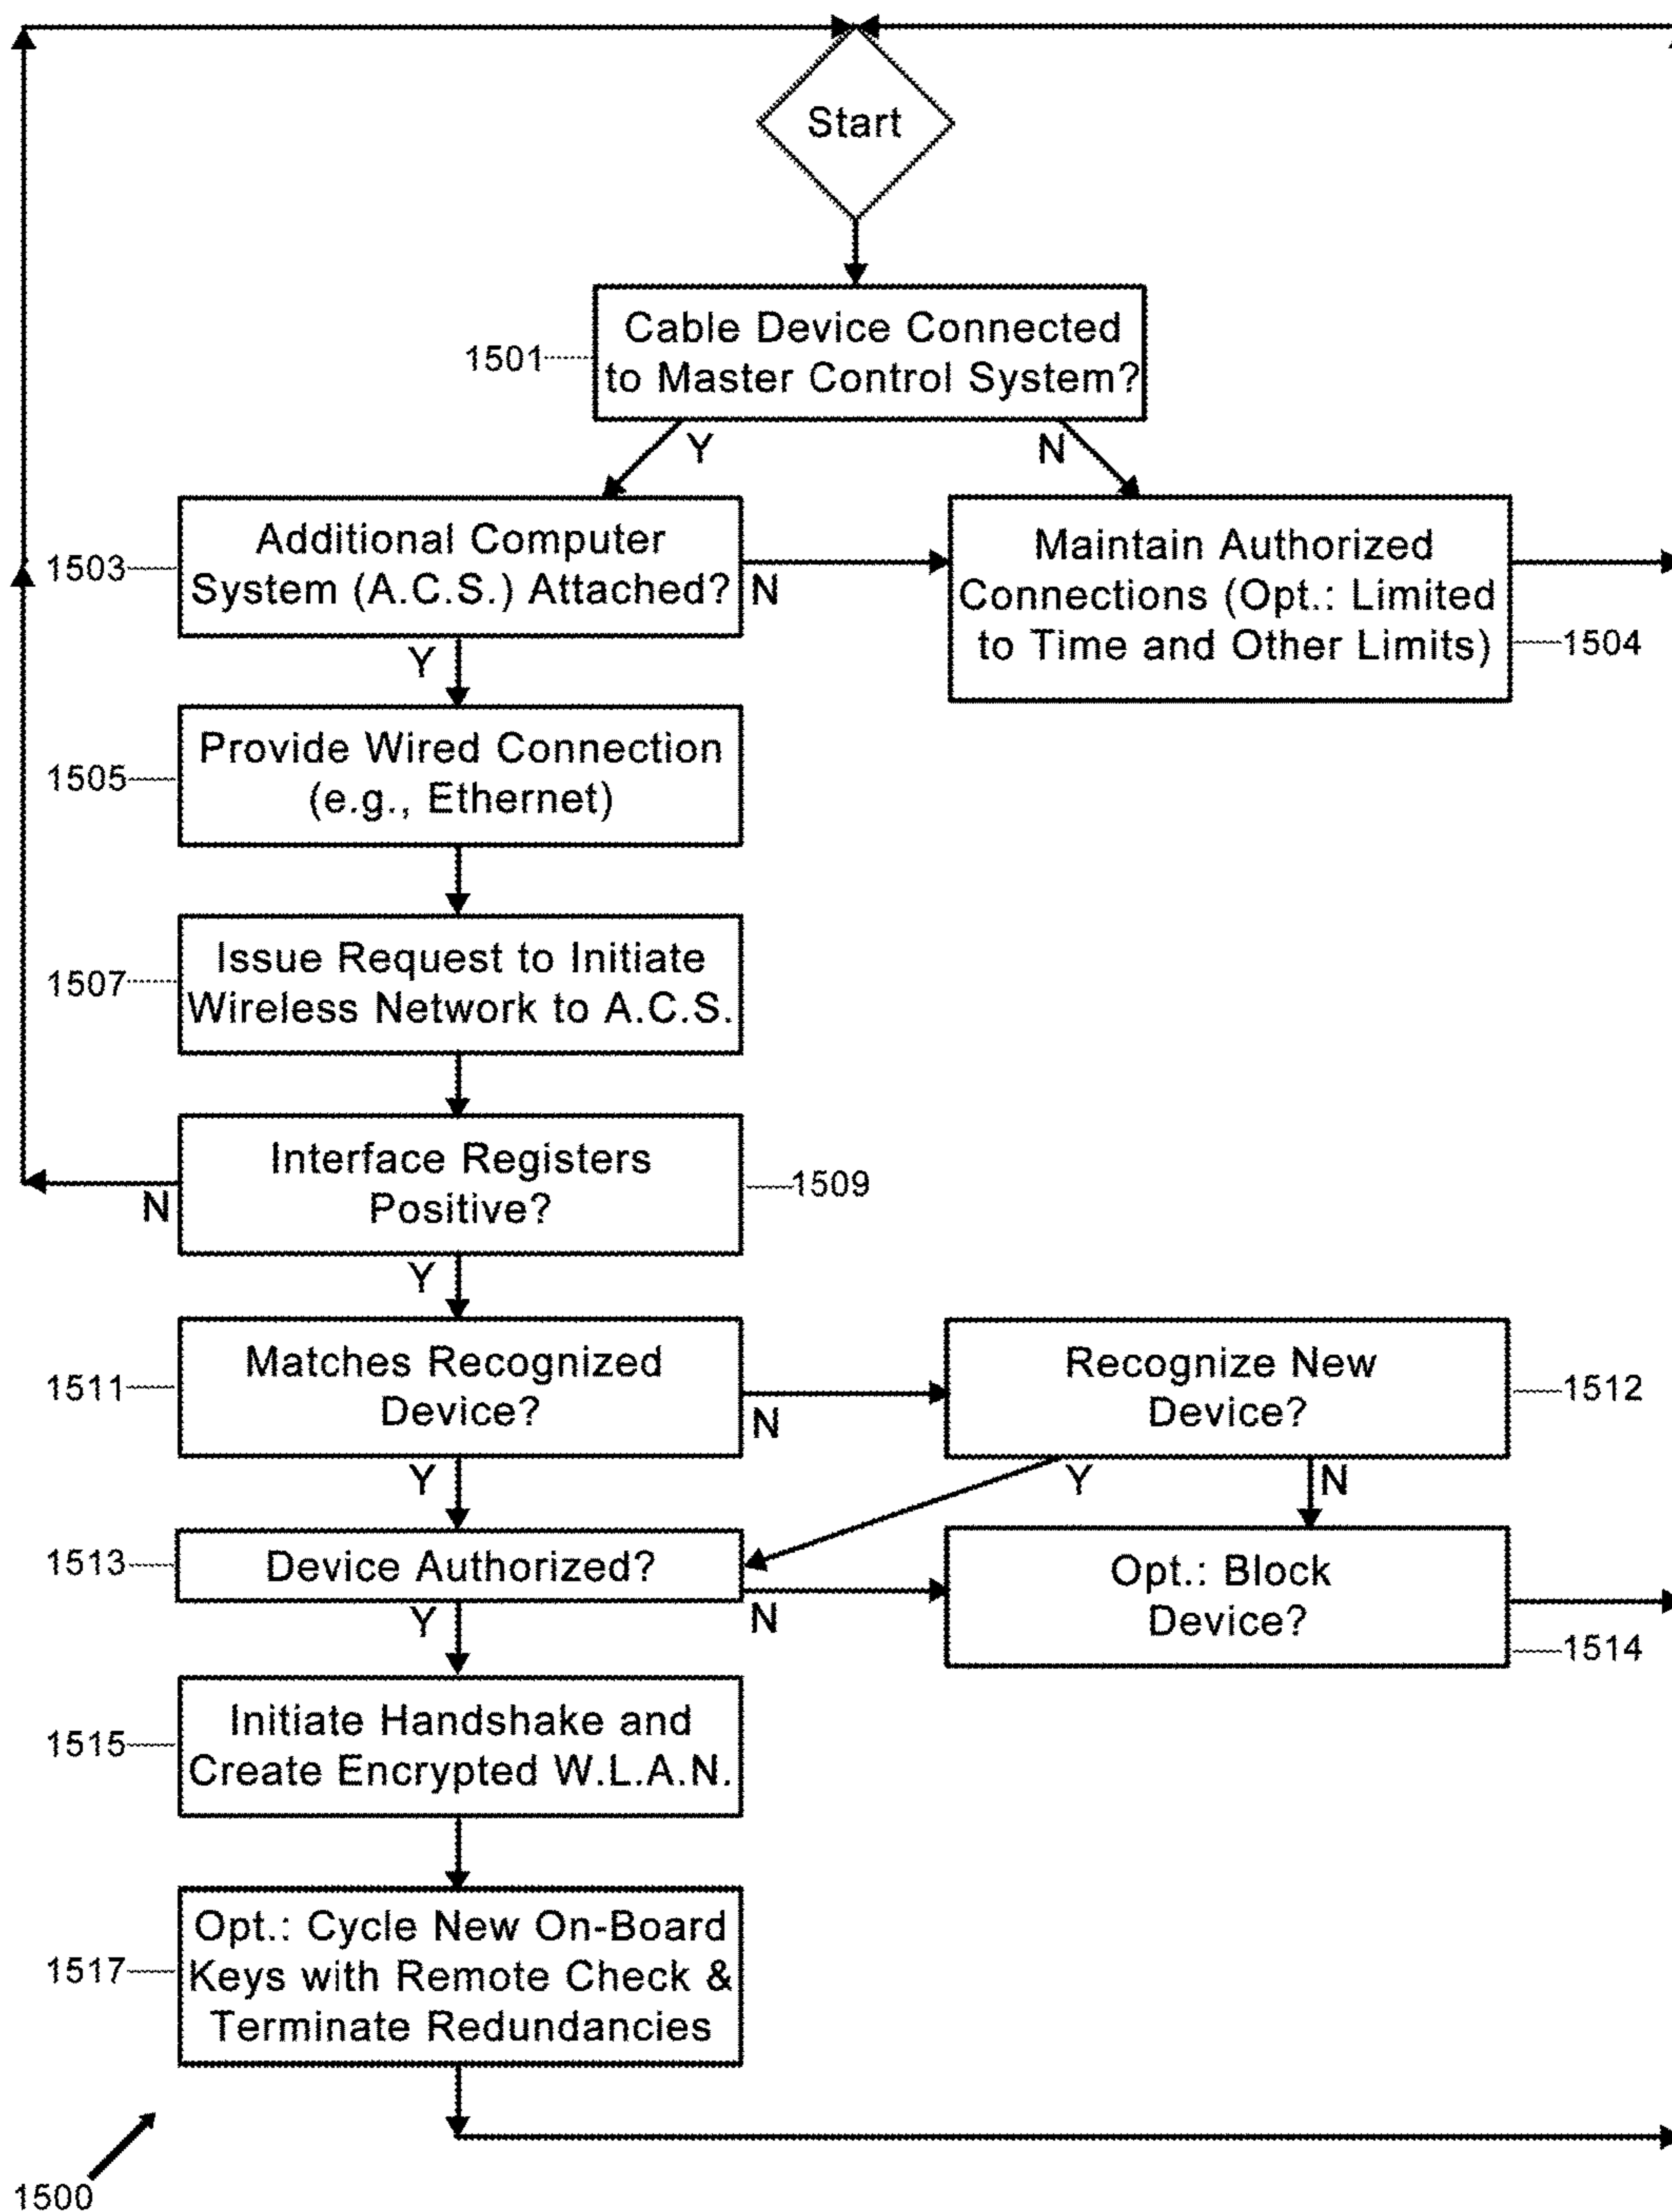 Start
Cable Device Connected
1501
to Master Control System?
Y
N
Additional Computer
1503
System (A.C.S.) Attached?
N
Maintain Authorized
Connections (Opt.: Limited
to Time and Other Limits)
1504
Y
Provide Wired Connection
1505
(e.g., Ethernet)
Issue Request to Initiate
1507
Wireless Network to A.C.S.
Interface Registers
1509
Positive?
N
Y
Matches Recognized
1511
Device?
N
Recognize New
1512
Device?
Y
Y
N
1513
Device Authorized?
N
Opt.: Block
Device?
1514
Y
Initiate Handshake and
1515
Create Encrypted W.L.A.N.
Opt.: Cycle New On-Board
1517
Keys with Remote Check &
Terminate Redundancies
1500